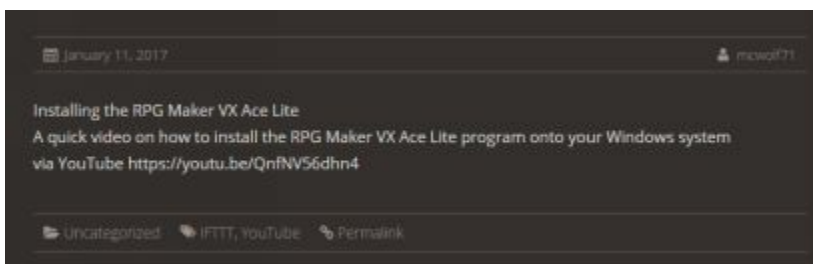 January 11, 2017
mcwolf71
Installing the RPG Maker VX Ace Lite
A quick video on how to install the RPG Maker VX Ace Lite program onto your Windows system
via YouTube https://youtu.be/QnfNV56dhn4
Uncategorized IFTTT, YouTube Permalink